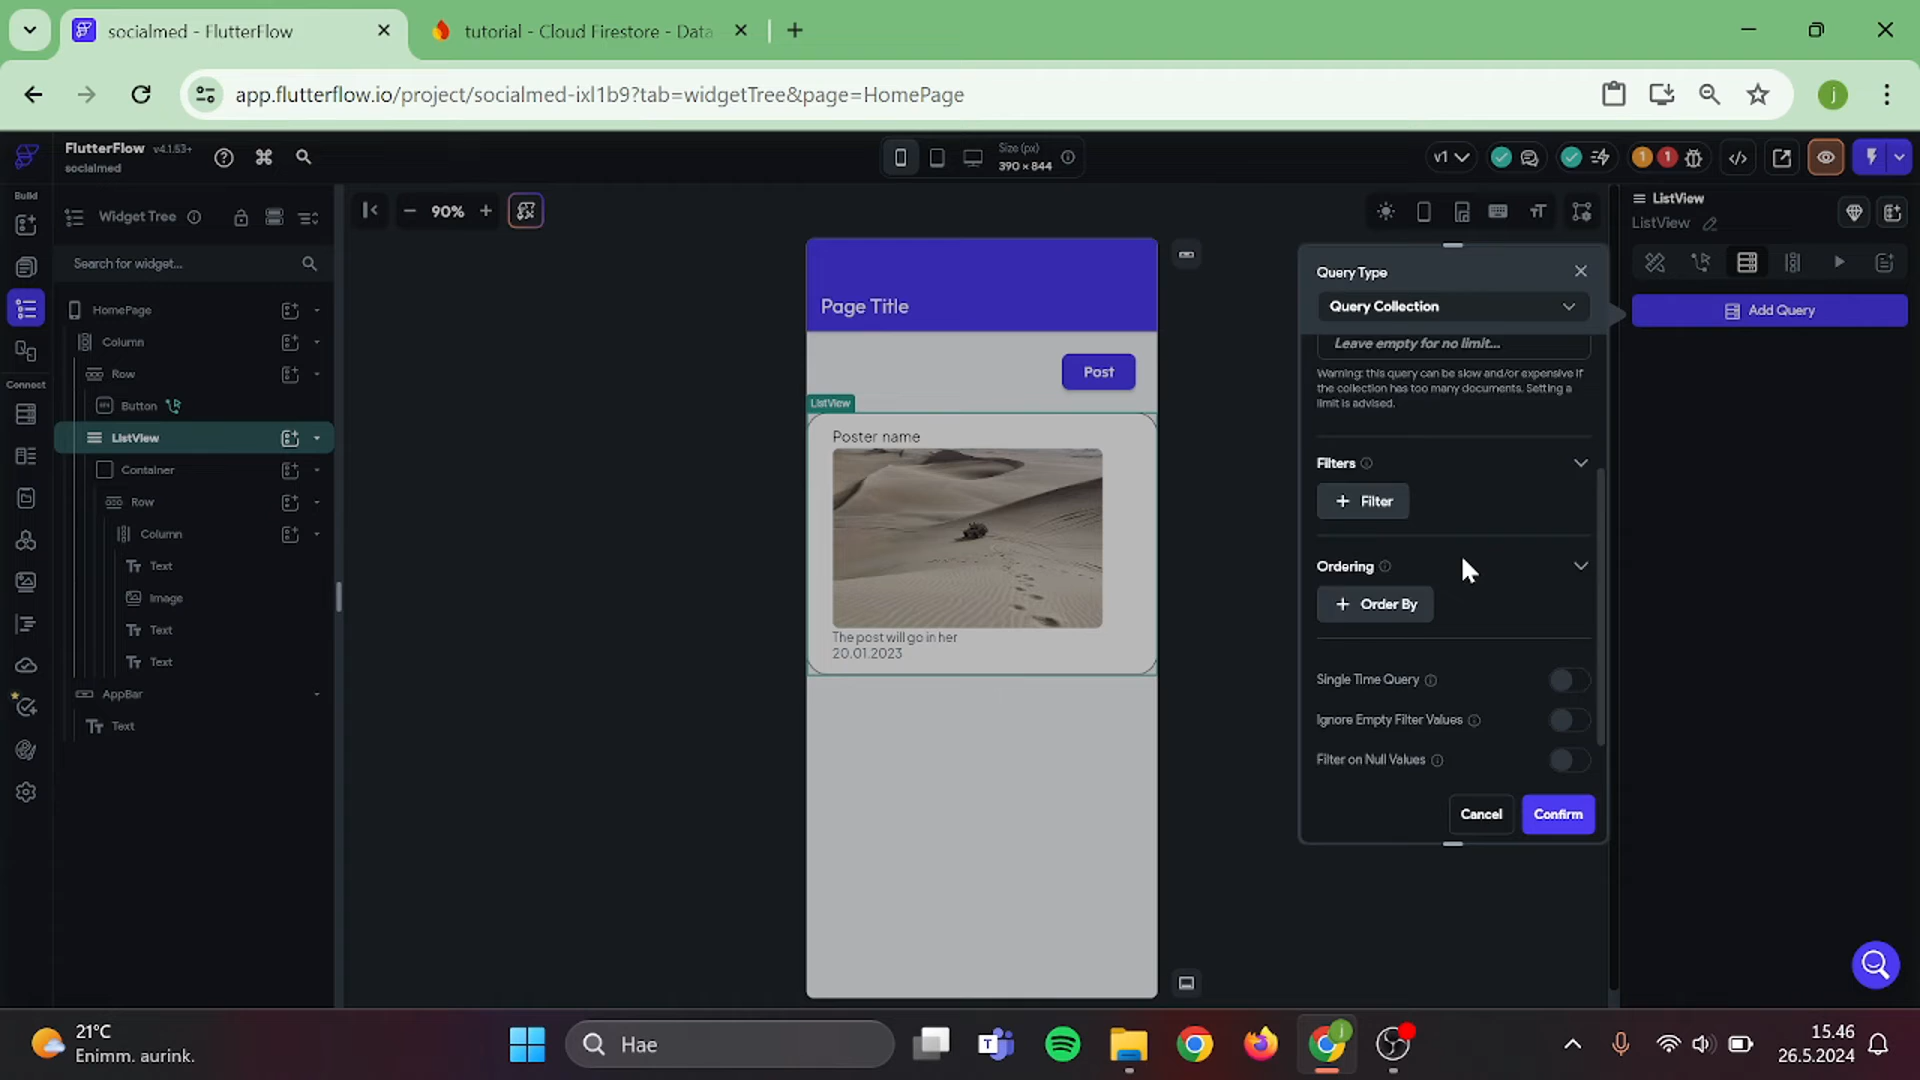 socialmed - FlutterFlow
tutorial - Cloud Firestore - Data
app.flutterflow.io/project/socialmed-ixl1b9?tab=widgetTree&page=HomePage
j
FlutterFlow v4.1.53+
socialmed
Size (px)
390 × 844
v1
1
1
Build
Connect
Widget Tree
Search for widget...
HomePage
Column
Row
Button
ListView
Container
Row
Column
Text
Image
Text
Text
AppBar
Text
90%
Page Title
Post
ListView
Poster name
The post will go in her
20.01.2023
Query Type
Query Collection
Leave empty for no limit...
Warning: this query can be slow and/or expensive if
the collection has too many documents. Setting a
limit is advised.
Filters
+ Filter
Ordering
+ Order By
Single Time Query
Ignore Empty Filter Values
Filter on Null Values
Cancel
Confirm
ListView
ListView
Add Query
21°C
Enimm. aurink.
Hae
15.46
26.5.2024